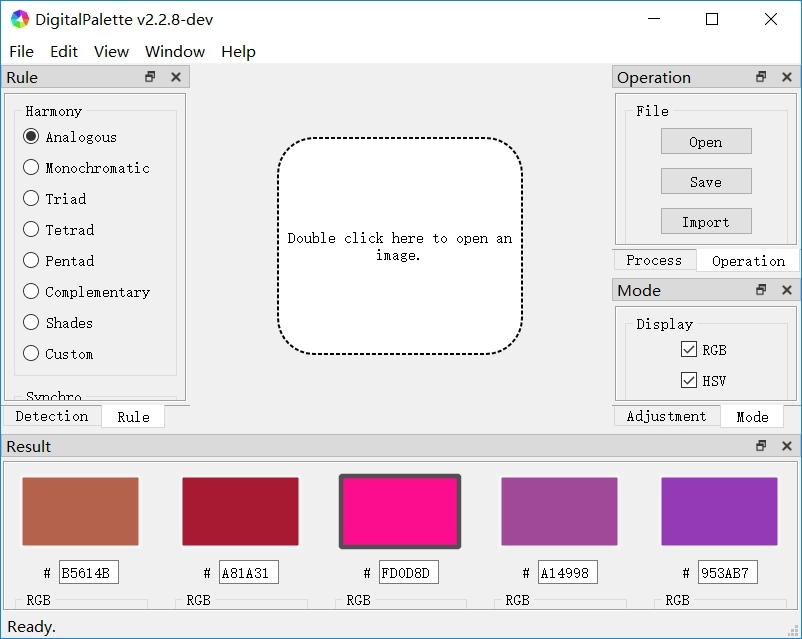 DigitalPalette v2.2.8-dev
File Edit View Window Help
Rule
Harmony
Analogous
Monochromatic
Triad
Tetrad
Pentad
Complementary
Shades
Custom
Synchro
Detection Rule
Double click here to open an
image.
Operation
File
Open
Save
Import
Process Operation
Mode
Display
RGB
HSV
Adjustment Mode
Result
# B5614B # A81A31 # FD0D8D # A14998 # 953AB7
RGB RGB RGB RGB RGB
Ready.